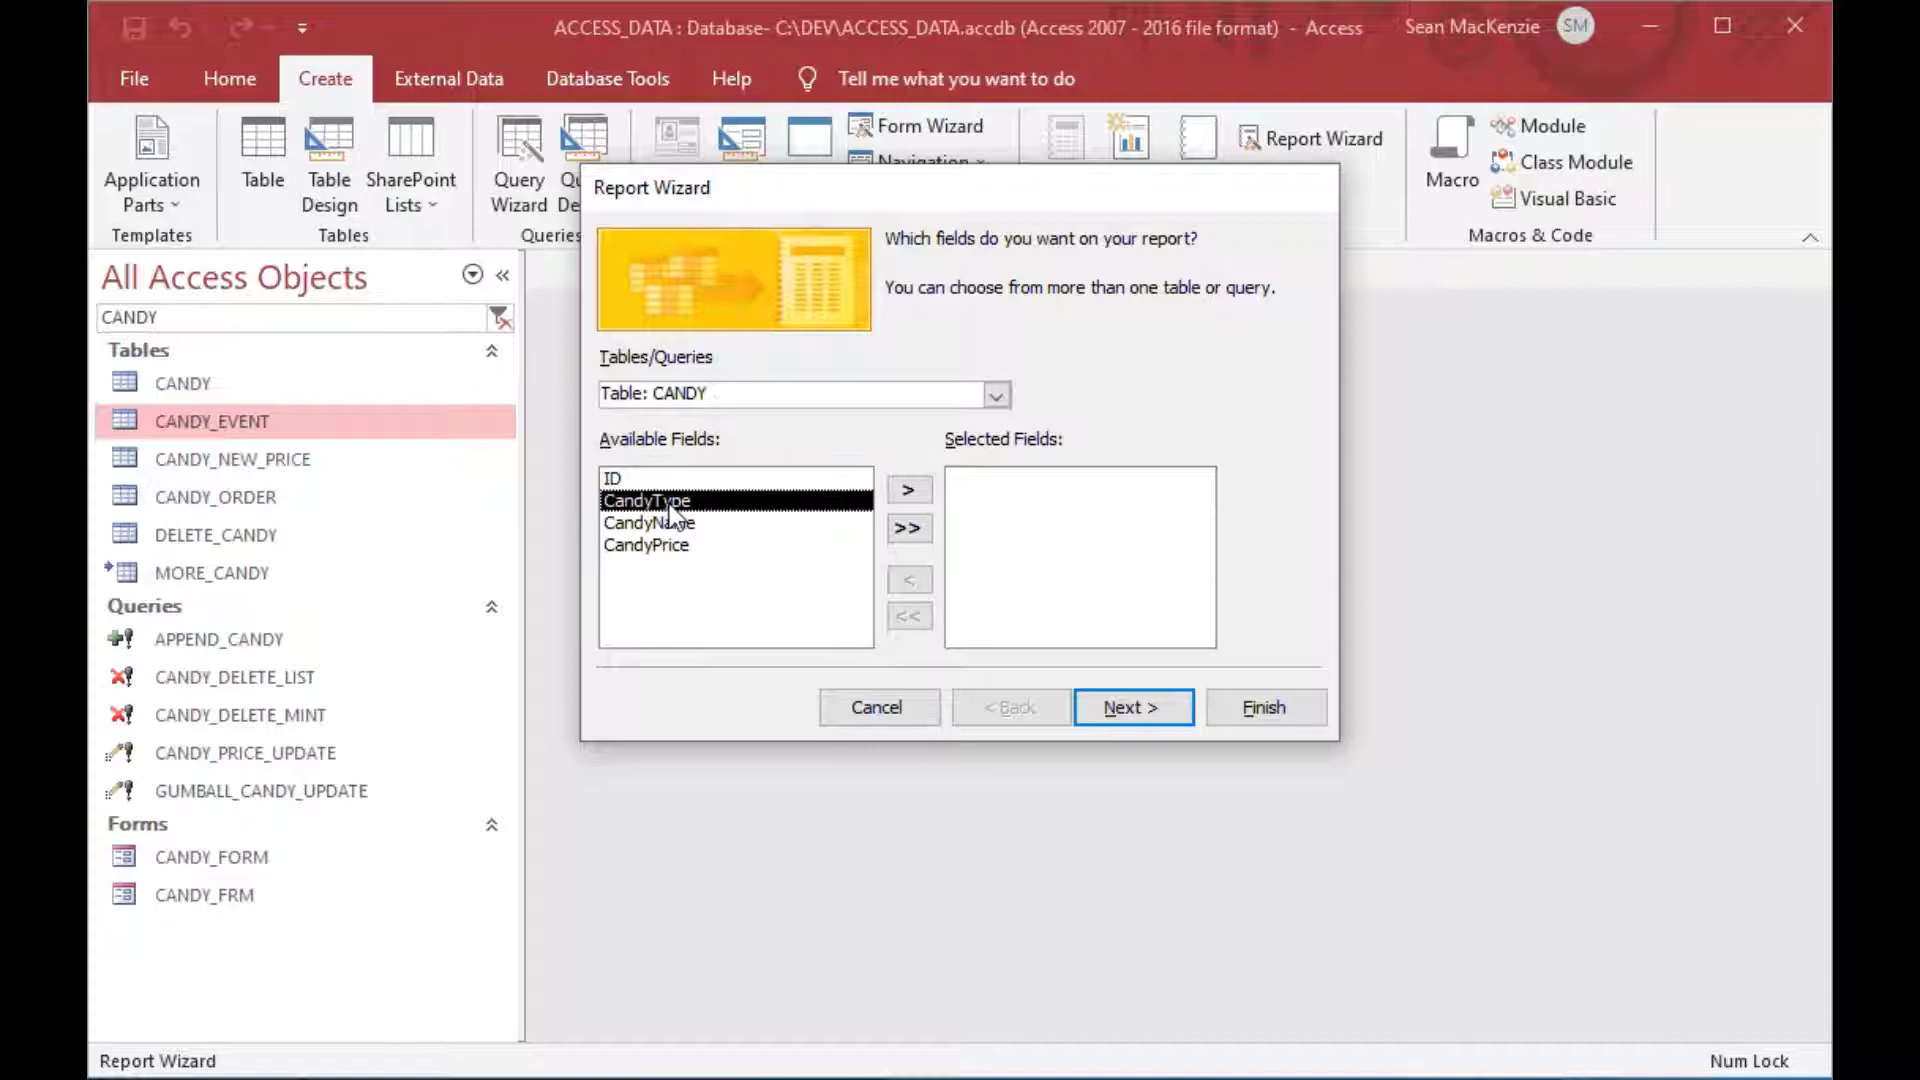 ACCESS_DATA : Database- C:\DEV\ACCESS_DATA.accdb (Access 2007 - 2016 file format) - Access
Sean MacKenzie
SM
File
Home
Create
External Data
Database Tools
Help
Tell me what you want to do
Application
Parts
Templates
Table
Table
Design
SharePoint
Lists
Tables
Query
Wizard
Qu
De
Queries
Form Wizard
Navigation
Report Wizard
Macro
Module
Class Module
Visual Basic
Macros & Code
All Access Objects
CANDY
Tables
CANDY
CANDY_EVENT
CANDY_NEW_PRICE
CANDY_ORDER
DELETE_CANDY
MORE_CANDY
Queries
APPEND_CANDY
CANDY_DELETE_LIST
CANDY_DELETE_MINT
CANDY_PRICE_UPDATE
GUMBALL_CANDY_UPDATE
Forms
CANDY_FORM
CANDY_FRM
Report Wizard
Which fields do you want on your report?
You can choose from more than one table or query.
Tables/Queries
Table: CANDY
Available Fields:
Selected Fields:
ID
CandyType
CandyName
CandyPrice
>
>>
<
<<
Cancel
< Back
Next >
Finish
Report Wizard
Num Lock